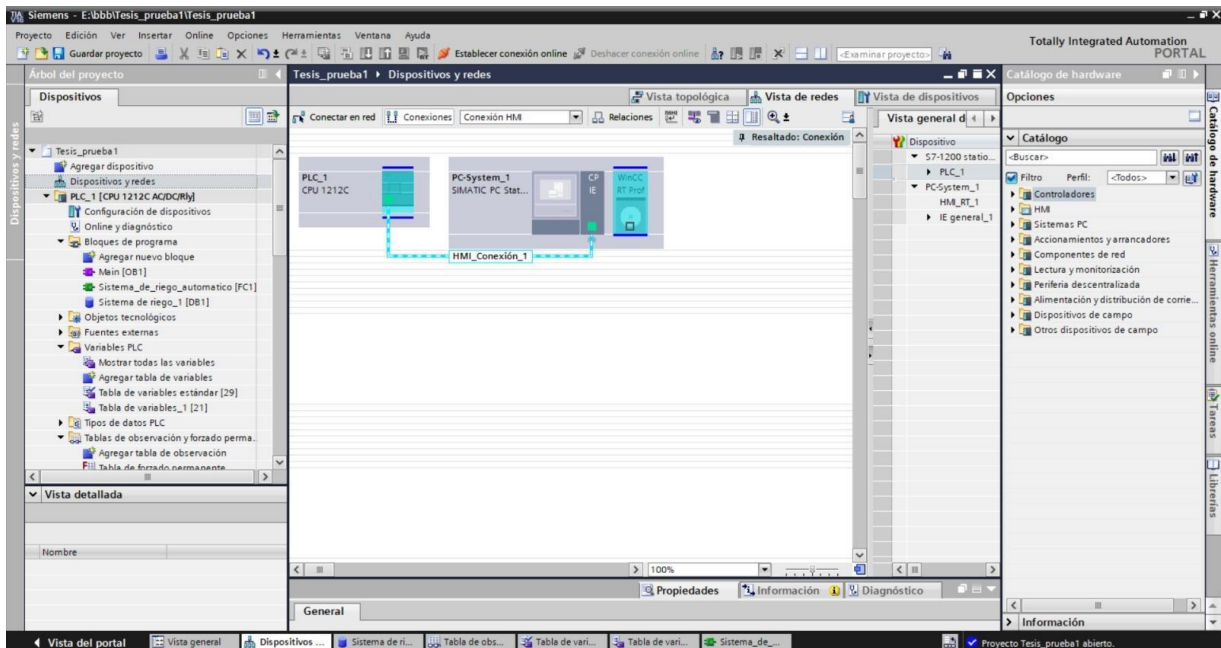 Siemens - E:\bbb\Tesis_prueba1\Tesis_prueba1
Proyecto Edición Ver Insertar Online Opciones Herramientas Ventana Ayuda
Guardar proyecto Establecer conexión online Deshacer conexión online <Examinar proyecto>
Totally Integrated Automation
PORTAL
Árbol del proyecto
Dispositivos
Dispositivos y redes
Tesis_prueba1
Agregar dispositivo
Dispositivos y redes
PLC_1 [CPU 1212C AC/DC/Rly]
Configuración de dispositivos
Online y diagnóstico
Bloques de programa
Agregar nuevo bloque
Main [OB1]
Sistema_de_riego_automatico [FC1]
Sistema de riego_1 [DB1]
Objetos tecnológicos
Fuentes externas
Variables PLC
Mostrar todas las variables
Agregar tabla de variables
Tabla de variables estándar [29]
Tabla de variables_1 [21]
Tipos de datos PLC
Tablas de observación y forzado perma..
Agregar tabla de observación
Tabla de forzado permanente
Vista detallada
Nombre
Tesis_prueba1 Dispositivos y redes
Vista topológica Vista de redes Vista de dispositivos
Conectar en red Conexiones Conexión HMI Relaciones
Resaltado: Conexión
PLC_1
CPU 1212C
PC-System_1
SIMATIC PC Stat...
CP
IE
WinCC
RT Prof
HMI_Conexión_1
100%
Vista general d
Dispositivo
S7-1200 statio...
PLC_1
PC-System_1
HMI_RT_1
IE general_1
Propiedades Información Diagnóstico
General
Catálogo de hardware
Opciones
Catálogo
<Buscar>
Filtro Perfil: <Todos>
Controladores
HMI
Sistemas PC
Accionamientos y arrancadores
Componentes de red
Lectura y monitorización
Periferia descentralizada
Alimentación y distribución de corrie...
Dispositivos de campo
Otros dispositivos de campo
Información
Catálogo de hardware
Herramientas online
Tareas
Librerías
Vista del portal Vista general Dispositivos ... Sistema de ri... Tabla de obs... Tabla de vari... Tabla de vari... Sistema_de_...
Proyecto Tesis_prueba1 abierto.